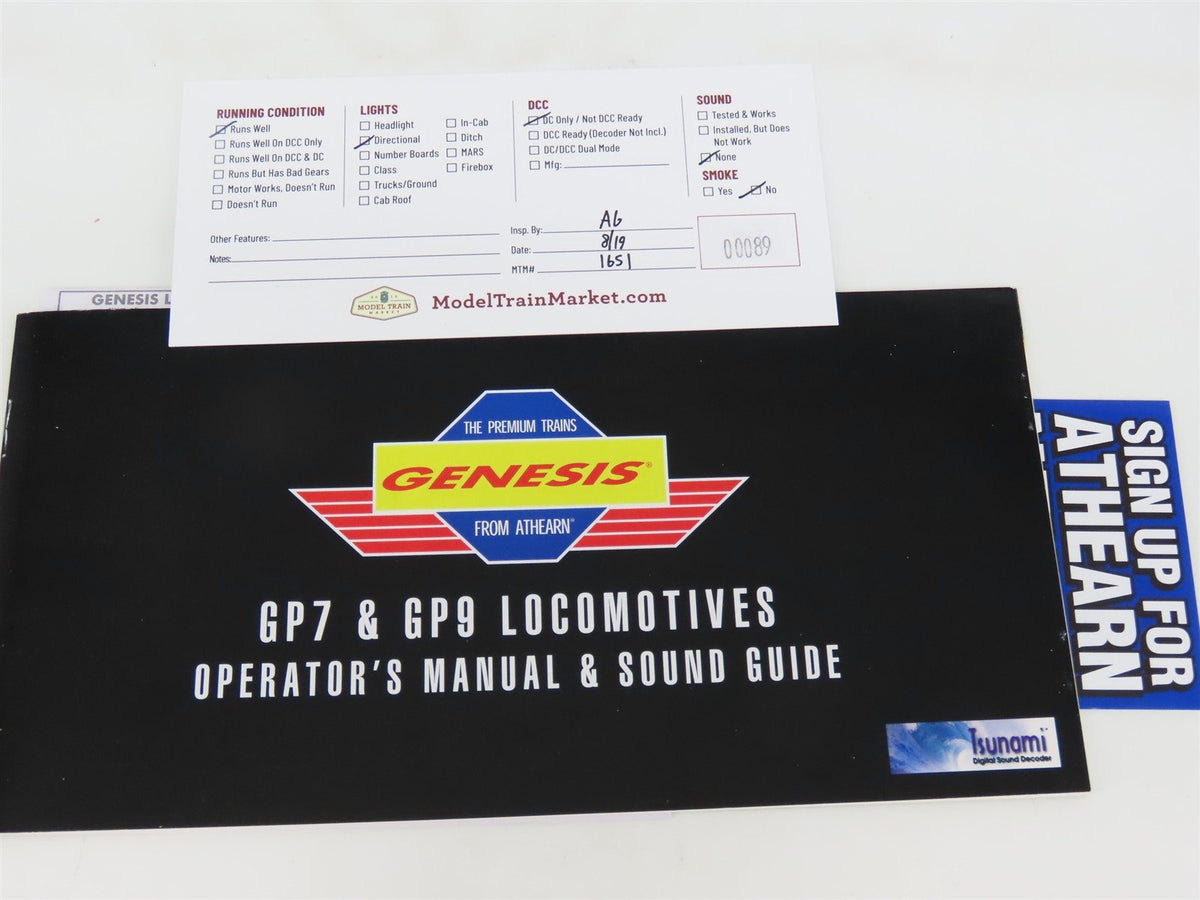 RUNNING CONDITION
Runs Well
Runs Well On DCC Only
Runs Well On DCC & DC
Runs But Has Bad Gears
Motor Works, Doesn't Run
Doesn't Run
LIGHTS
Headlight
Directional
Number Boards
Class
Trucks/Ground
Cab Roof
In-Cab
Ditch
MARS
Firebox
DCC
DC Only / Not DCC Ready
DCC Ready (Decoder Not Incl.)
DC/DCC Dual Mode
Mfg:
SOUND
Tested & Works
Installed, But Does
Not Work
None
SMOKE
Yes No
Other Features:
Notes:
Insp. By: AG
Date: 8/19
MTM# 1651
00089
MODEL TRAIN
MARKET
ModelTrainMarket.com
GENESIS L
THE PREMIUM TRAINS
GENESIS®
FROM ATHEARN®
GP7 & GP9 LOCOMOTIVES
OPERATOR'S MANUAL & SOUND GUIDE
Tsunami
Digital Sound Decoder
SIGN UP FOR
ATHEARN